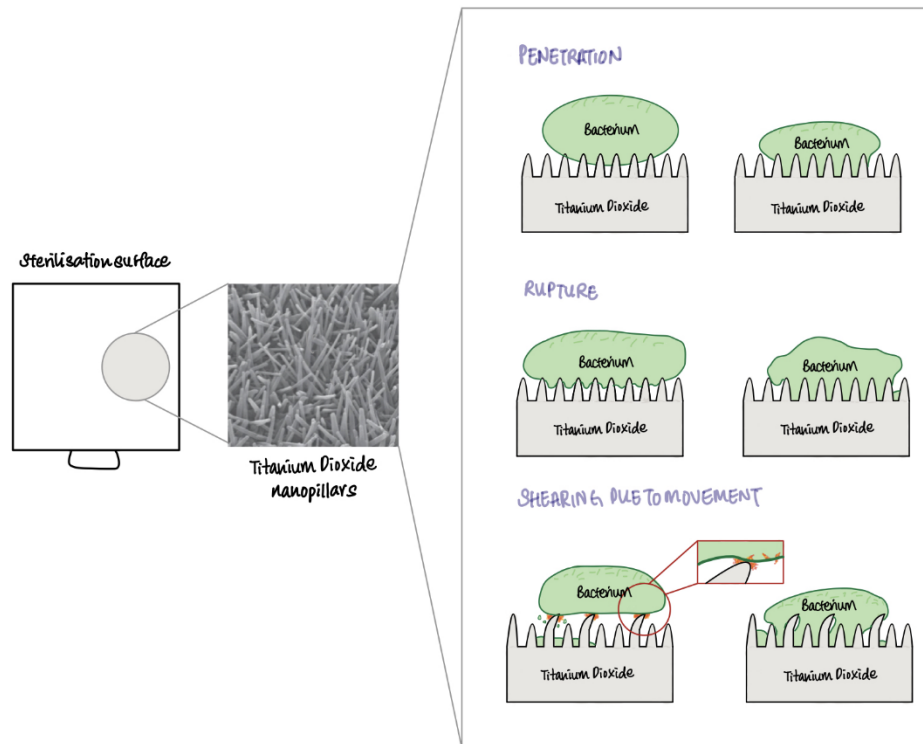 Sterilisation surface
Titanium Dioxide
nanopillars
PENETRATION
Bacterium
Titanium Dioxide
Bacterium
Titanium Dioxide
RUPTURE
Bacterium
Titanium Dioxide
Bacterium
Titanium Dioxide
SHEARING DUE TO MOVEMENT
Bacterium
Titanium Dioxide
Bacterium
Titanium Dioxide